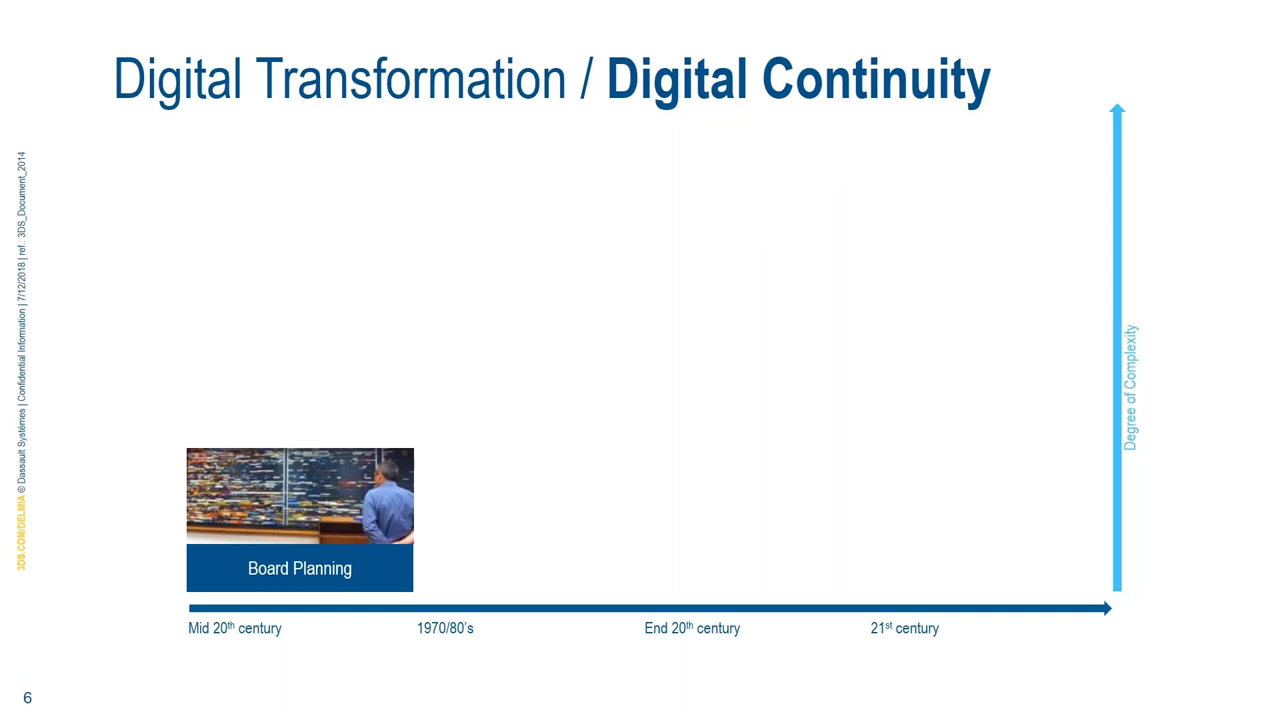 Digital Transformation / Digital Continuity
3DS.COM/DELMIA © Dassault Systèmes | Confidential Information | 7/12/2018 | ref.: 3DS_Document_2014
Degree of Complexity
Board Planning
Mid 20th century
1970/80's
End 20th century
21st century
6